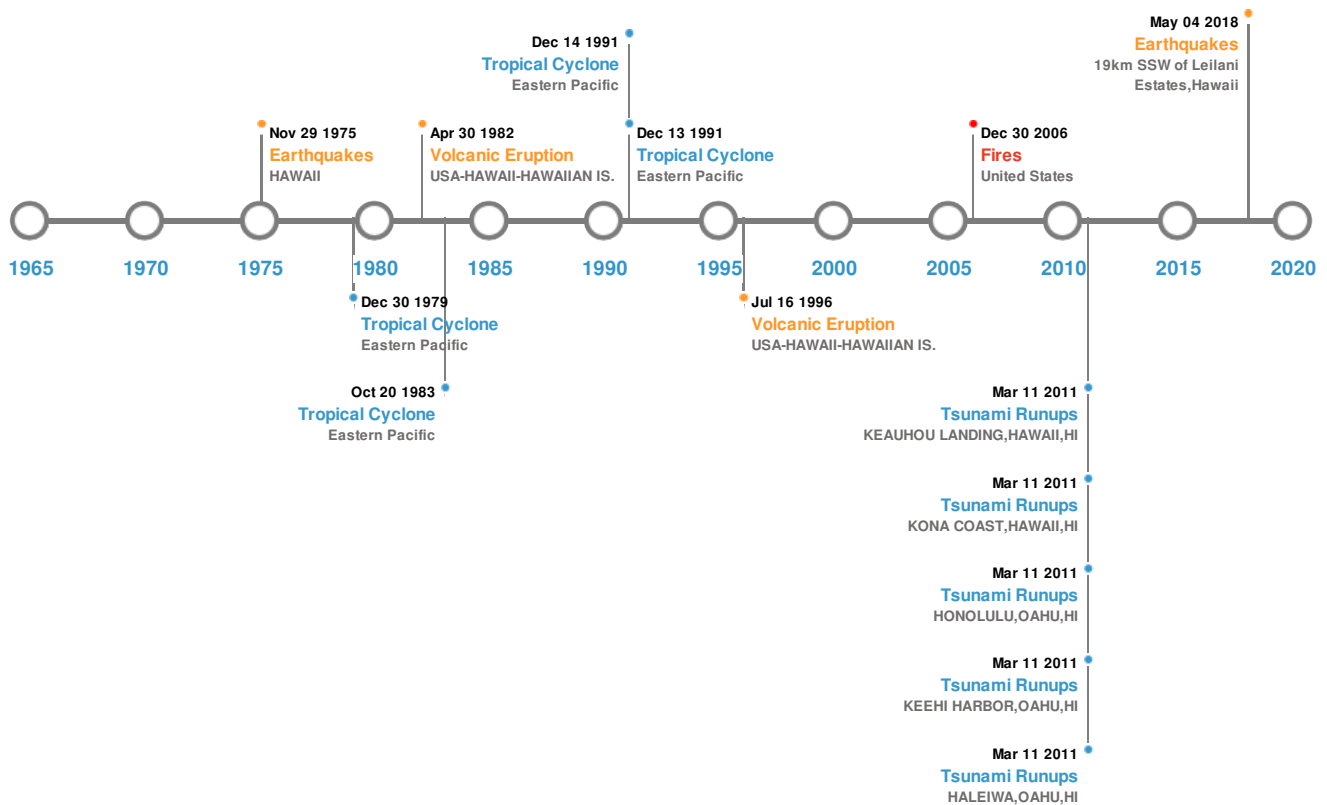 May 04 2018
Earthquakes
19km SSW of Leilani
Estates,Hawaii
Dec 14 1991
Tropical Cyclone
Eastern Pacific
Nov 29 1975
Earthquakes
HAWAII
Apr 30 1982
Volcanic Eruption
USA-HAWAII-HAWAIIAN IS.
Dec 13 1991
Tropical Cyclone
Eastern Pacific
Dec 30 2006
Fires
United States
1965 1970 1975 1980 1985 1990 1995 2000 2005 2010 2015 2020
Dec 30 1979
Tropical Cyclone
Eastern Pacific
Jul 16 1996
Volcanic Eruption
USA-HAWAII-HAWAIIAN IS.
Oct 20 1983
Tropical Cyclone
Eastern Pacific
Mar 11 2011
Tsunami Runups
KEAUHOU LANDING,HAWAII,HI
Mar 11 2011
Tsunami Runups
KONA COAST,HAWAII,HI
Mar 11 2011
Tsunami Runups
HONOLULU,OAHU,HI
Mar 11 2011
Tsunami Runups
KEEHI HARBOR,OAHU,HI
Mar 11 2011
Tsunami Runups
HALEIWA,OAHU,HI